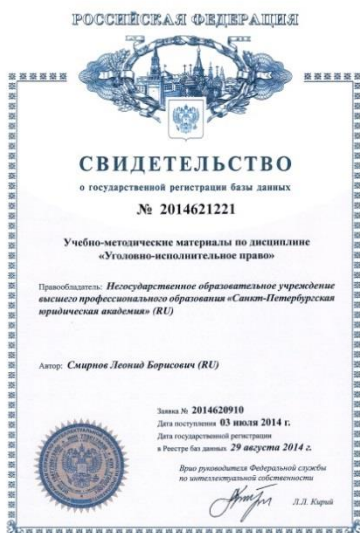 РОССИЙСКАЯ ФЕДЕРАЦИЯ
СВИДЕТЕЛЬСТВО
о государственной регистрации базы данных
№ 2014621221
Учебно-методические материалы по дисциплине
«Уголовно-исполнительное право»
Правообладатель: Негосударственное образовательное учреждение
высшего профессионального образования «Санкт-Петербургская
юридическая академия» (RU)
Автор: Смирнов Леонид Борисович (RU)
Заявка № 2014620910
Дата поступления 03 июля 2014 г.
Дата государственной регистрации
в Реестре баз данных 29 августа 2014 г.
Врио руководителя Федеральной службы
по интеллектуальной собственности
Л.Л. Кирий